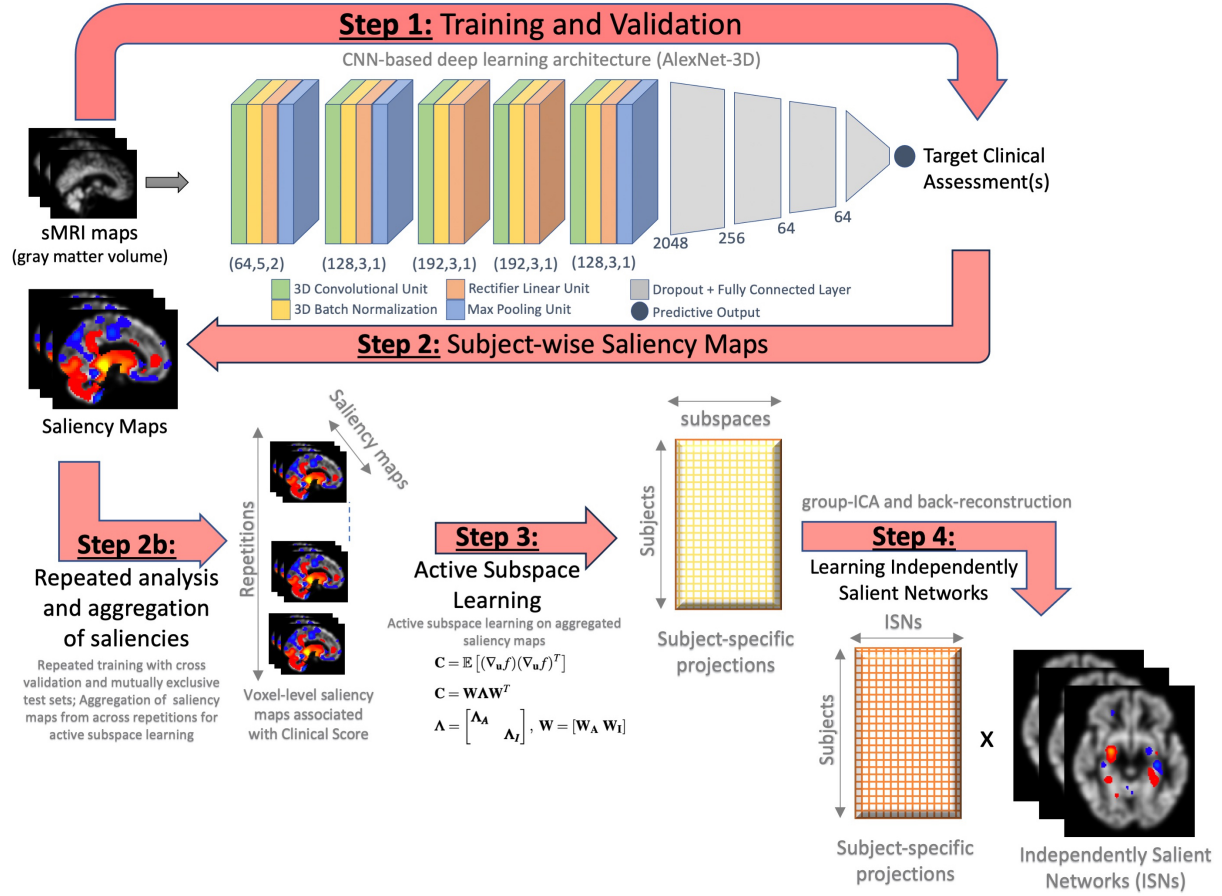 Step 1: Training and Validation
CNN-based deep learning architecture (AlexNet-3D)
sMRI maps
(gray matter volume)
(64,5,2)
(128,3,1)
(192,3,1)
(192,3,1)
(128,3,1)
2048
256
64
64
Target Clinical
Assessment(s)
3D Convolutional Unit
Rectifier Linear Unit
Dropout + Fully Connected Layer
3D Batch Normalization
Max Pooling Unit
Predictive Output
Step 2: Subject-wise Saliency Maps
Saliency Maps
Step 2b:
Repeated analysis
and aggregation
of saliencies
Repeated training with cross
validation and mutually exclusive
test sets; Aggregation of saliency
maps from across repetitions for
active subspace learning
Repetitions
Saliency maps
Voxel-level saliency
maps associated
with Clinical Score
Step 3:
Active Subspace
Learning
Active subspace learning on aggregated
saliency maps
C = 𝔼 [(∇u f)(∇u f)^T]
C = WΛW^T
Λ = [Λ_A Λ_I], W = [W_A W_I]
subspaces
Subjects
Subject-specific
projections
group-ICA and back-reconstruction
Step 4:
Learning Independently
Salient Networks
ISNs
Subjects
Subject-specific
projections
X
Independently Salient
Networks (ISNs)